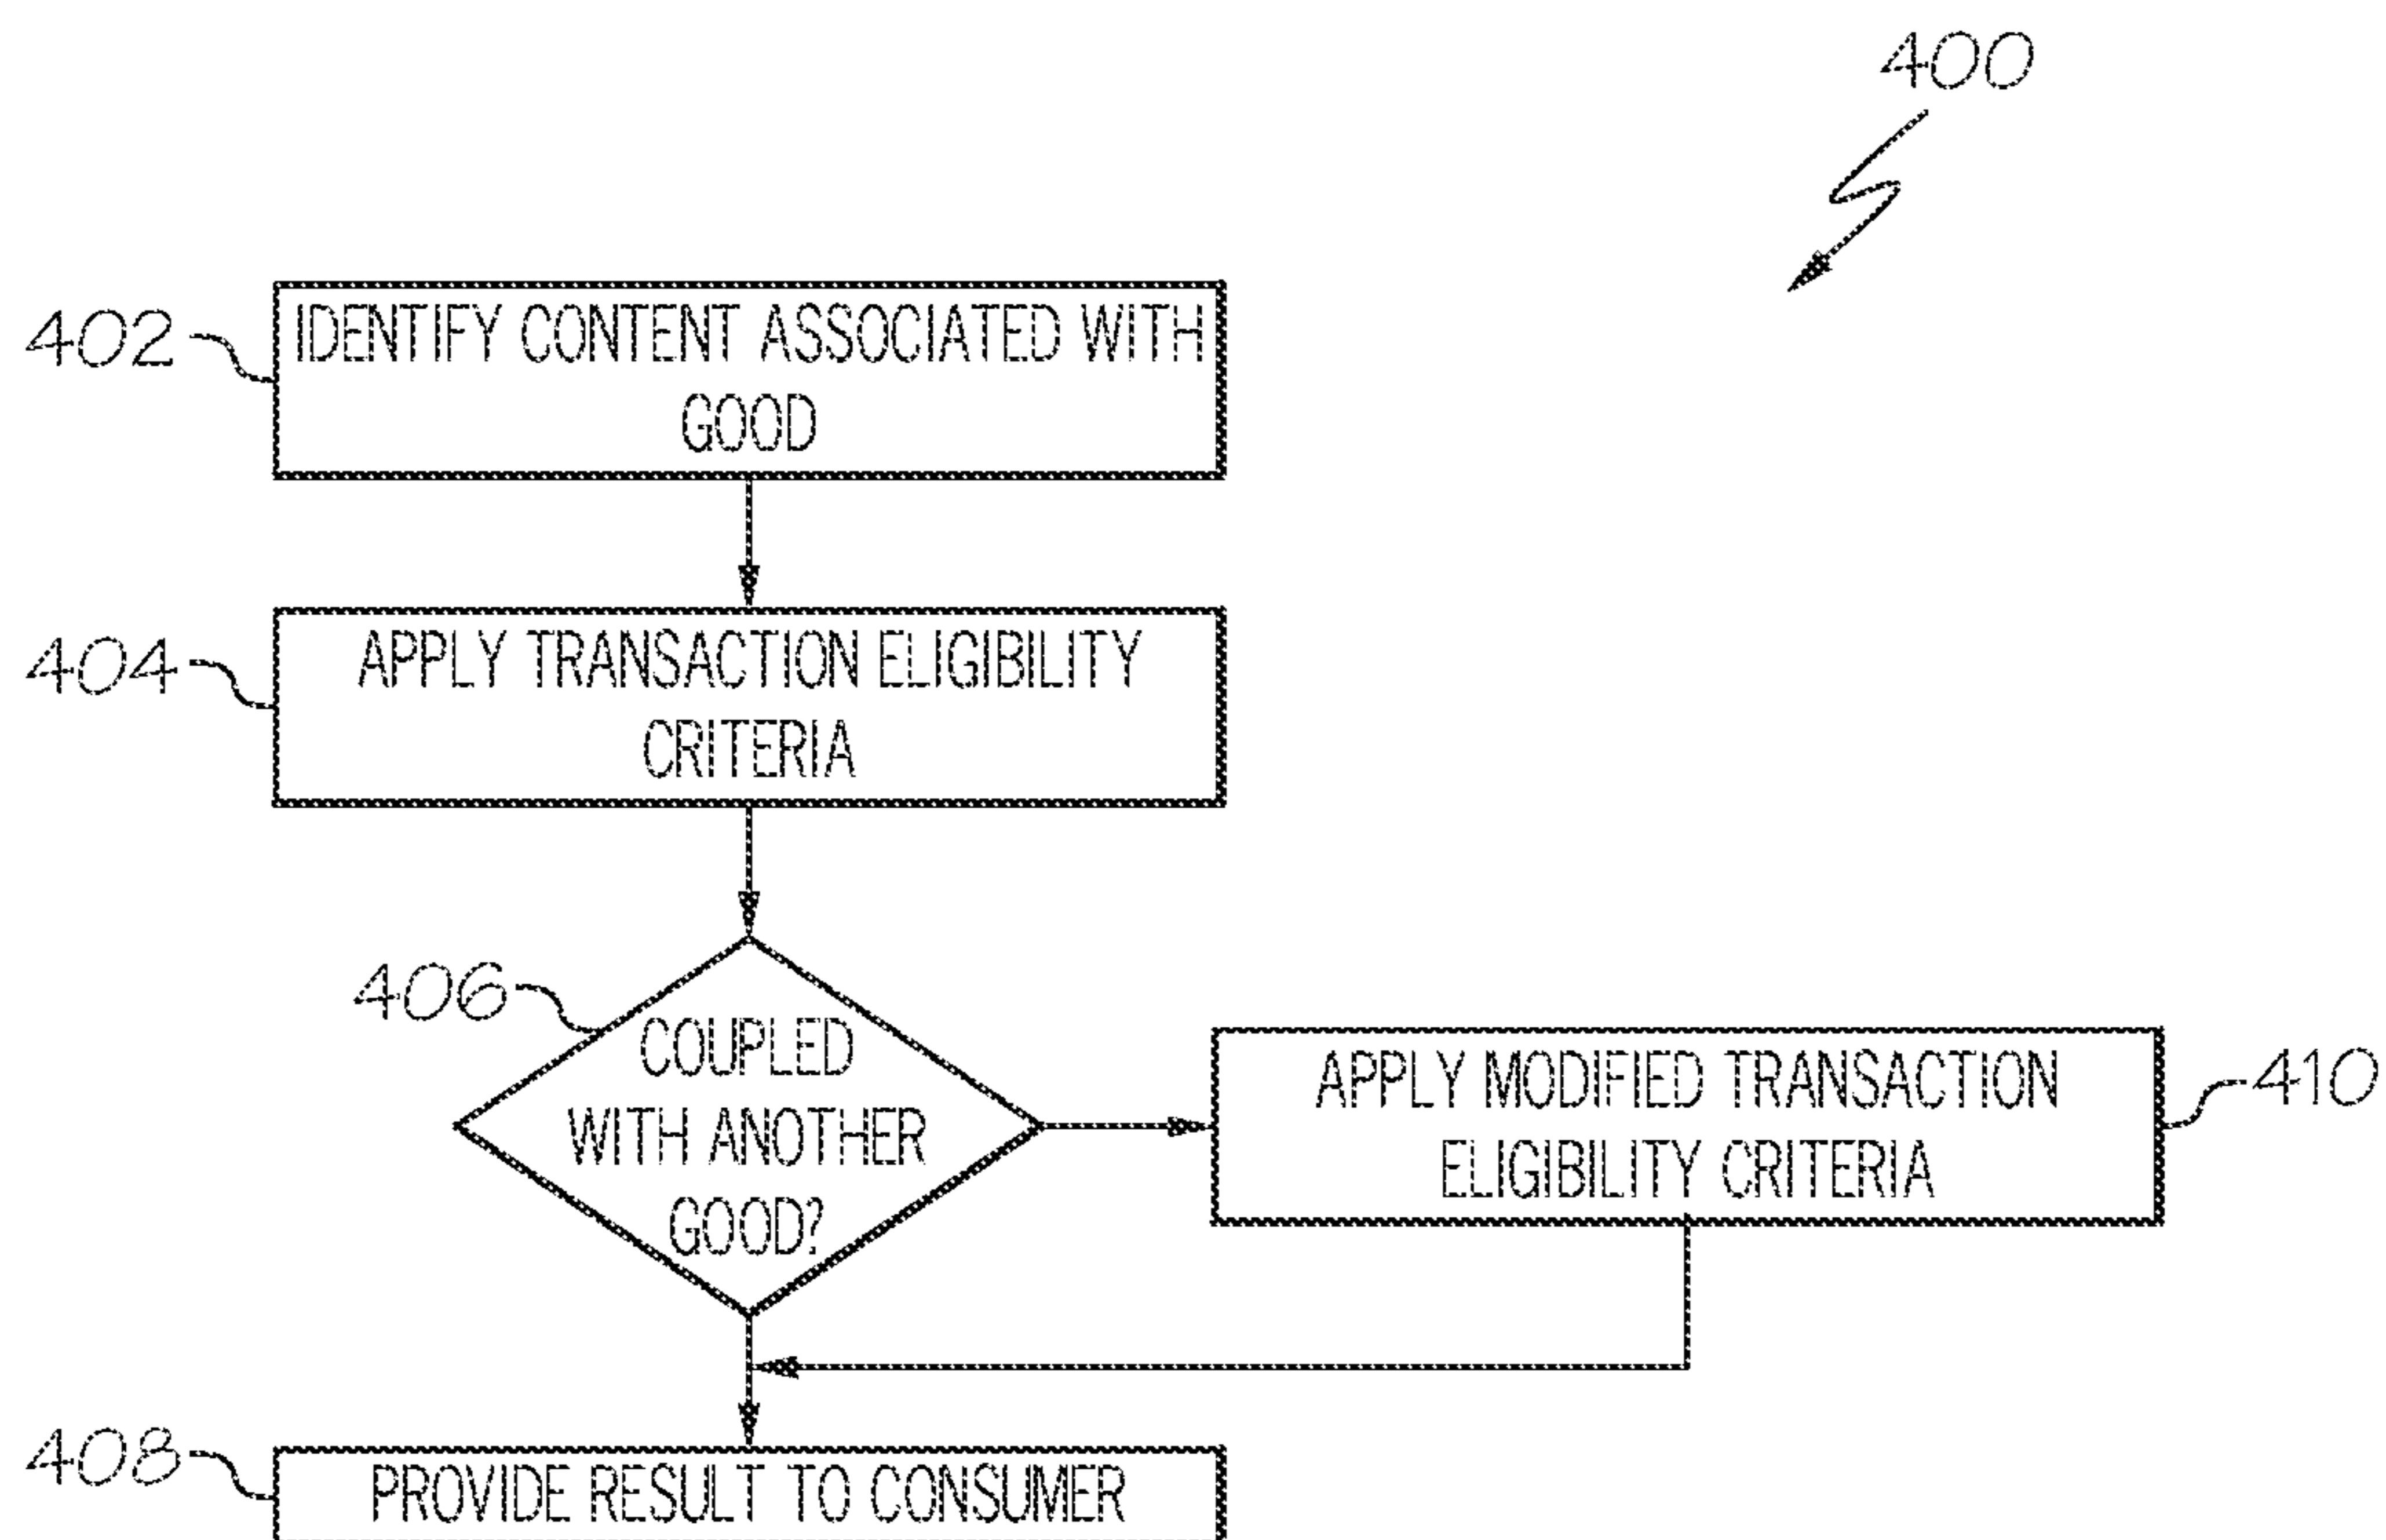 400
402
IDENTIFY CONTENT ASSOCIATED WITH
GOOD
404
APPLY TRANSACTION ELIGIBILITY
CRITERIA
406
COUPLED
WITH ANOTHER
GOOD?
APPLY MODIFIED TRANSACTION
ELIGIBILITY CRITERIA
410
408
PROVIDE RESULT TO CONSUMER